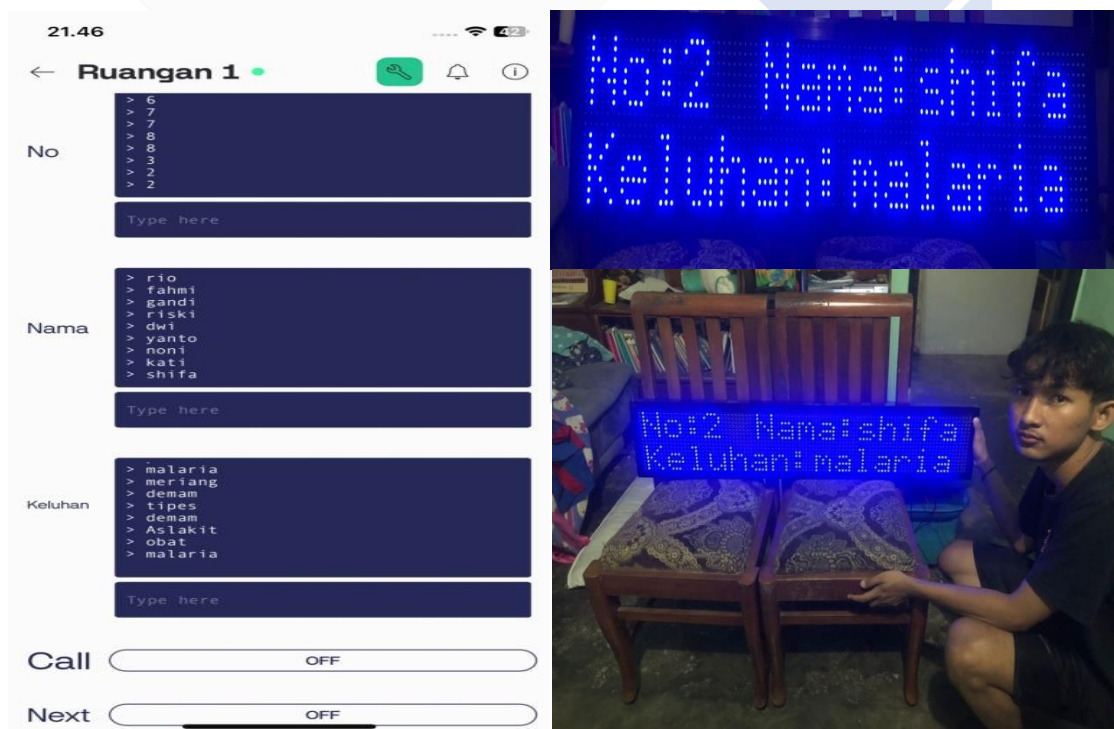 21.46
42
Ruangan 1
No
> 6
> 7
> 7
> 8
> 8
> 3
> 2
> 2
Type here
Nama
> rio
> fahmi
> gandi
> riski
> dwi
> yanto
> noni
> kati
> shifa
Type here
Keluhan
> malaria
> meriang
> demam
> tipes
> demam
> Aslakit
> obat
> malaria
Type here
Call OFF
Next OFF
No:2 Nama:shifa
Keluhan:malaria
No:2 Nama:shifa
Keluhan:malaria